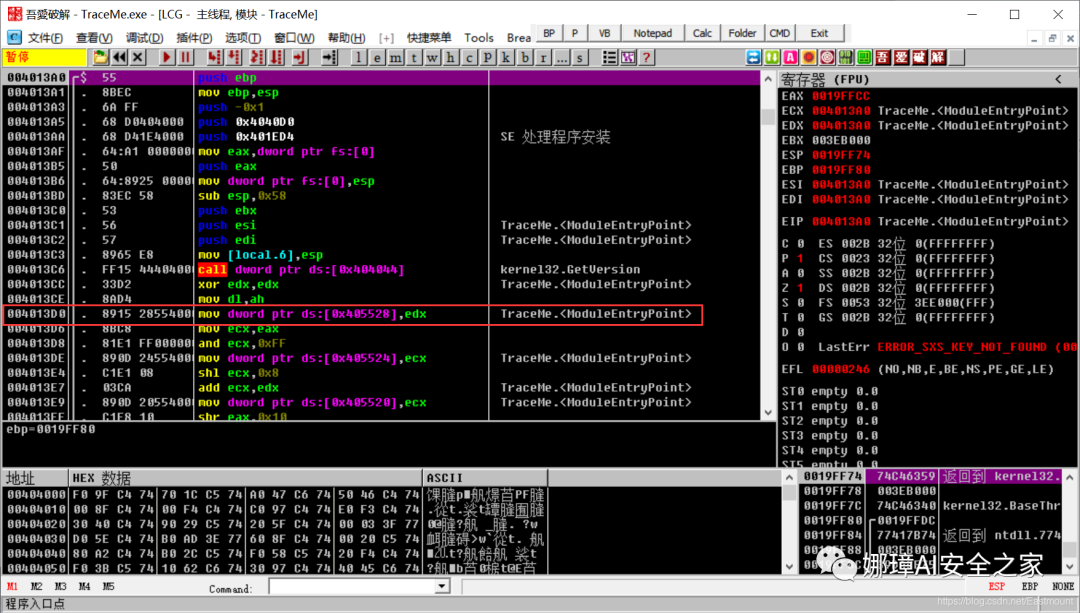 吾愛破解 - TraceMe.exe - [LCG - 主线程, 模块 - TraceMe]
文件(F) 查看(V) 调试(D) 插件(P) 选项(T) 窗口(W) 帮助(H) [+] 快捷菜单 Tools Brea BP P VB Notepad Calc Folder CMD Exit
暂停 l e m t w h c p k b r ... s ? 吾 爱 破 解
004013A0 $ 55 push ebp
004013A1 . 8BEC mov ebp,esp
004013A3 . 6A FF push -0x1
004013A5 . 68 D0404000 push 0x4040D0
004013AA . 68 D41E4000 push 0x401ED4 SE 处理程序安装
004013AF . 64:A1 000000 mov eax,dword ptr fs:[0]
004013B5 . 50 push eax
004013B6 . 64:8925 0000 mov dword ptr fs:[0],esp
004013BD . 83EC 58 sub esp,0x58
004013C0 . 53 push ebx
004013C1 . 56 push esi TraceMe.<ModuleEntryPoint>
004013C2 . 57 push edi TraceMe.<ModuleEntryPoint>
004013C3 . 8965 E8 mov [local.6],esp
004013C6 . FF15 4440400 call dword ptr ds:[0x404044] kernel32.GetVersion
004013CC . 33D2 xor edx,edx TraceMe.<ModuleEntryPoint>
004013CE . 8AD4 mov dl,ah
004013D0 . 8915 2855400 mov dword ptr ds:[0x405528],edx TraceMe.<ModuleEntryPoint>
004013D6 . 8BC8 mov ecx,eax
004013D8 . 81E1 FF00000 and ecx,0xFF
004013DE . 890D 2455400 mov dword ptr ds:[0x405524],ecx TraceMe.<ModuleEntryPoint>
004013E4 . C1E1 08 shl ecx,0x8
004013E7 . 03CA add ecx,edx TraceMe.<ModuleEntryPoint>
004013E9 . 890D 2055400 mov dword ptr ds:[0x405520],ecx TraceMe.<ModuleEntryPoint>
004013EF . C1E8 10 shr eax,0x10
ebp=0019FF80
寄存器 (FPU) <
EAX 0019FFCC
ECX 004013A0 TraceMe.<ModuleEntryPoint>
EDX 004013A0 TraceMe.<ModuleEntryPoint>
EBX 003EB000
ESP 0019FF74
EBP 0019FF80
ESI 004013A0 TraceMe.<ModuleEntryPoint>
EDI 004013A0 TraceMe.<ModuleEntryPoint>
EIP 004013A0 TraceMe.<ModuleEntryPoint>
C 0 ES 002B 32位 0(FFFFFFFF)
P 1 CS 0023 32位 0(FFFFFFFF)
A 0 SS 002B 32位 0(FFFFFFFF)
Z 1 DS 002B 32位 0(FFFFFFFF)
S 0 FS 0053 32位 3EE000(FFF)
T 0 GS 002B 32位 0(FFFFFFFF)
D 0
O 0 LastErr ERROR_SXS_KEY_NOT_FOUND (00
EFL 00000246 (NO,NB,E,BE,NS,PE,GE,LE)
ST0 empty 0.0
ST1 empty 0.0
ST2 empty 0.0
ST3 empty 0.0
ST4 empty 0.0
ST5 empty 0.0
地址 HEX 数据 ASCII
00404000 F0 9F C4 74 70 1C C5 74 A0 47 C6 74 50 46 C4 74
00404010 00 8F C4 74 00 F4 C4 74 C0 97 C4 74 E0 F3 C4 74
00404020 30 40 C4 74 90 29 C5 74 20 5F C4 74 00 03 3F 77
00404030 D0 5E C4 74 B0 AD 3E 77 60 8F C4 74 00 20 C5 74
00404040 80 A2 C4 74 B0 2C C5 74 F0 58 C5 74 20 F4 C4 74
00404050 F0 3B C5 74 10 62 C6 74 30 97 C4 74 40 45 C6 74
0019FF74 74C46359 返回到 kernel32.
0019FF78 003EB000
0019FF7C 74C46340 kernel32.BaseThr
0019FF80 0019FFDC
0019FF84 77417B74 返回到 ntdll.774
0019FF88 003EB000
娜璋AI安全之家
M1 M2 M3 M4 M5 Command: ESP EBP NONE
程序入口点
https://blog.csdn.net/Eastmount